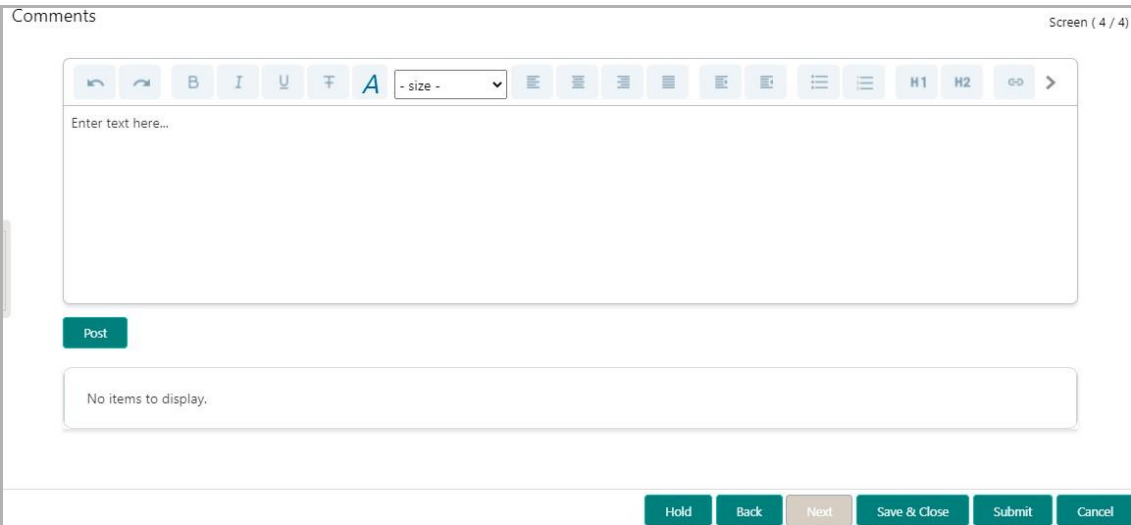 Comments
Screen ( 4 / 4)
B I U T A - size - H1 H2
Enter text here...
Post
No items to display.
Hold Back Next Save & Close Submit Cancel